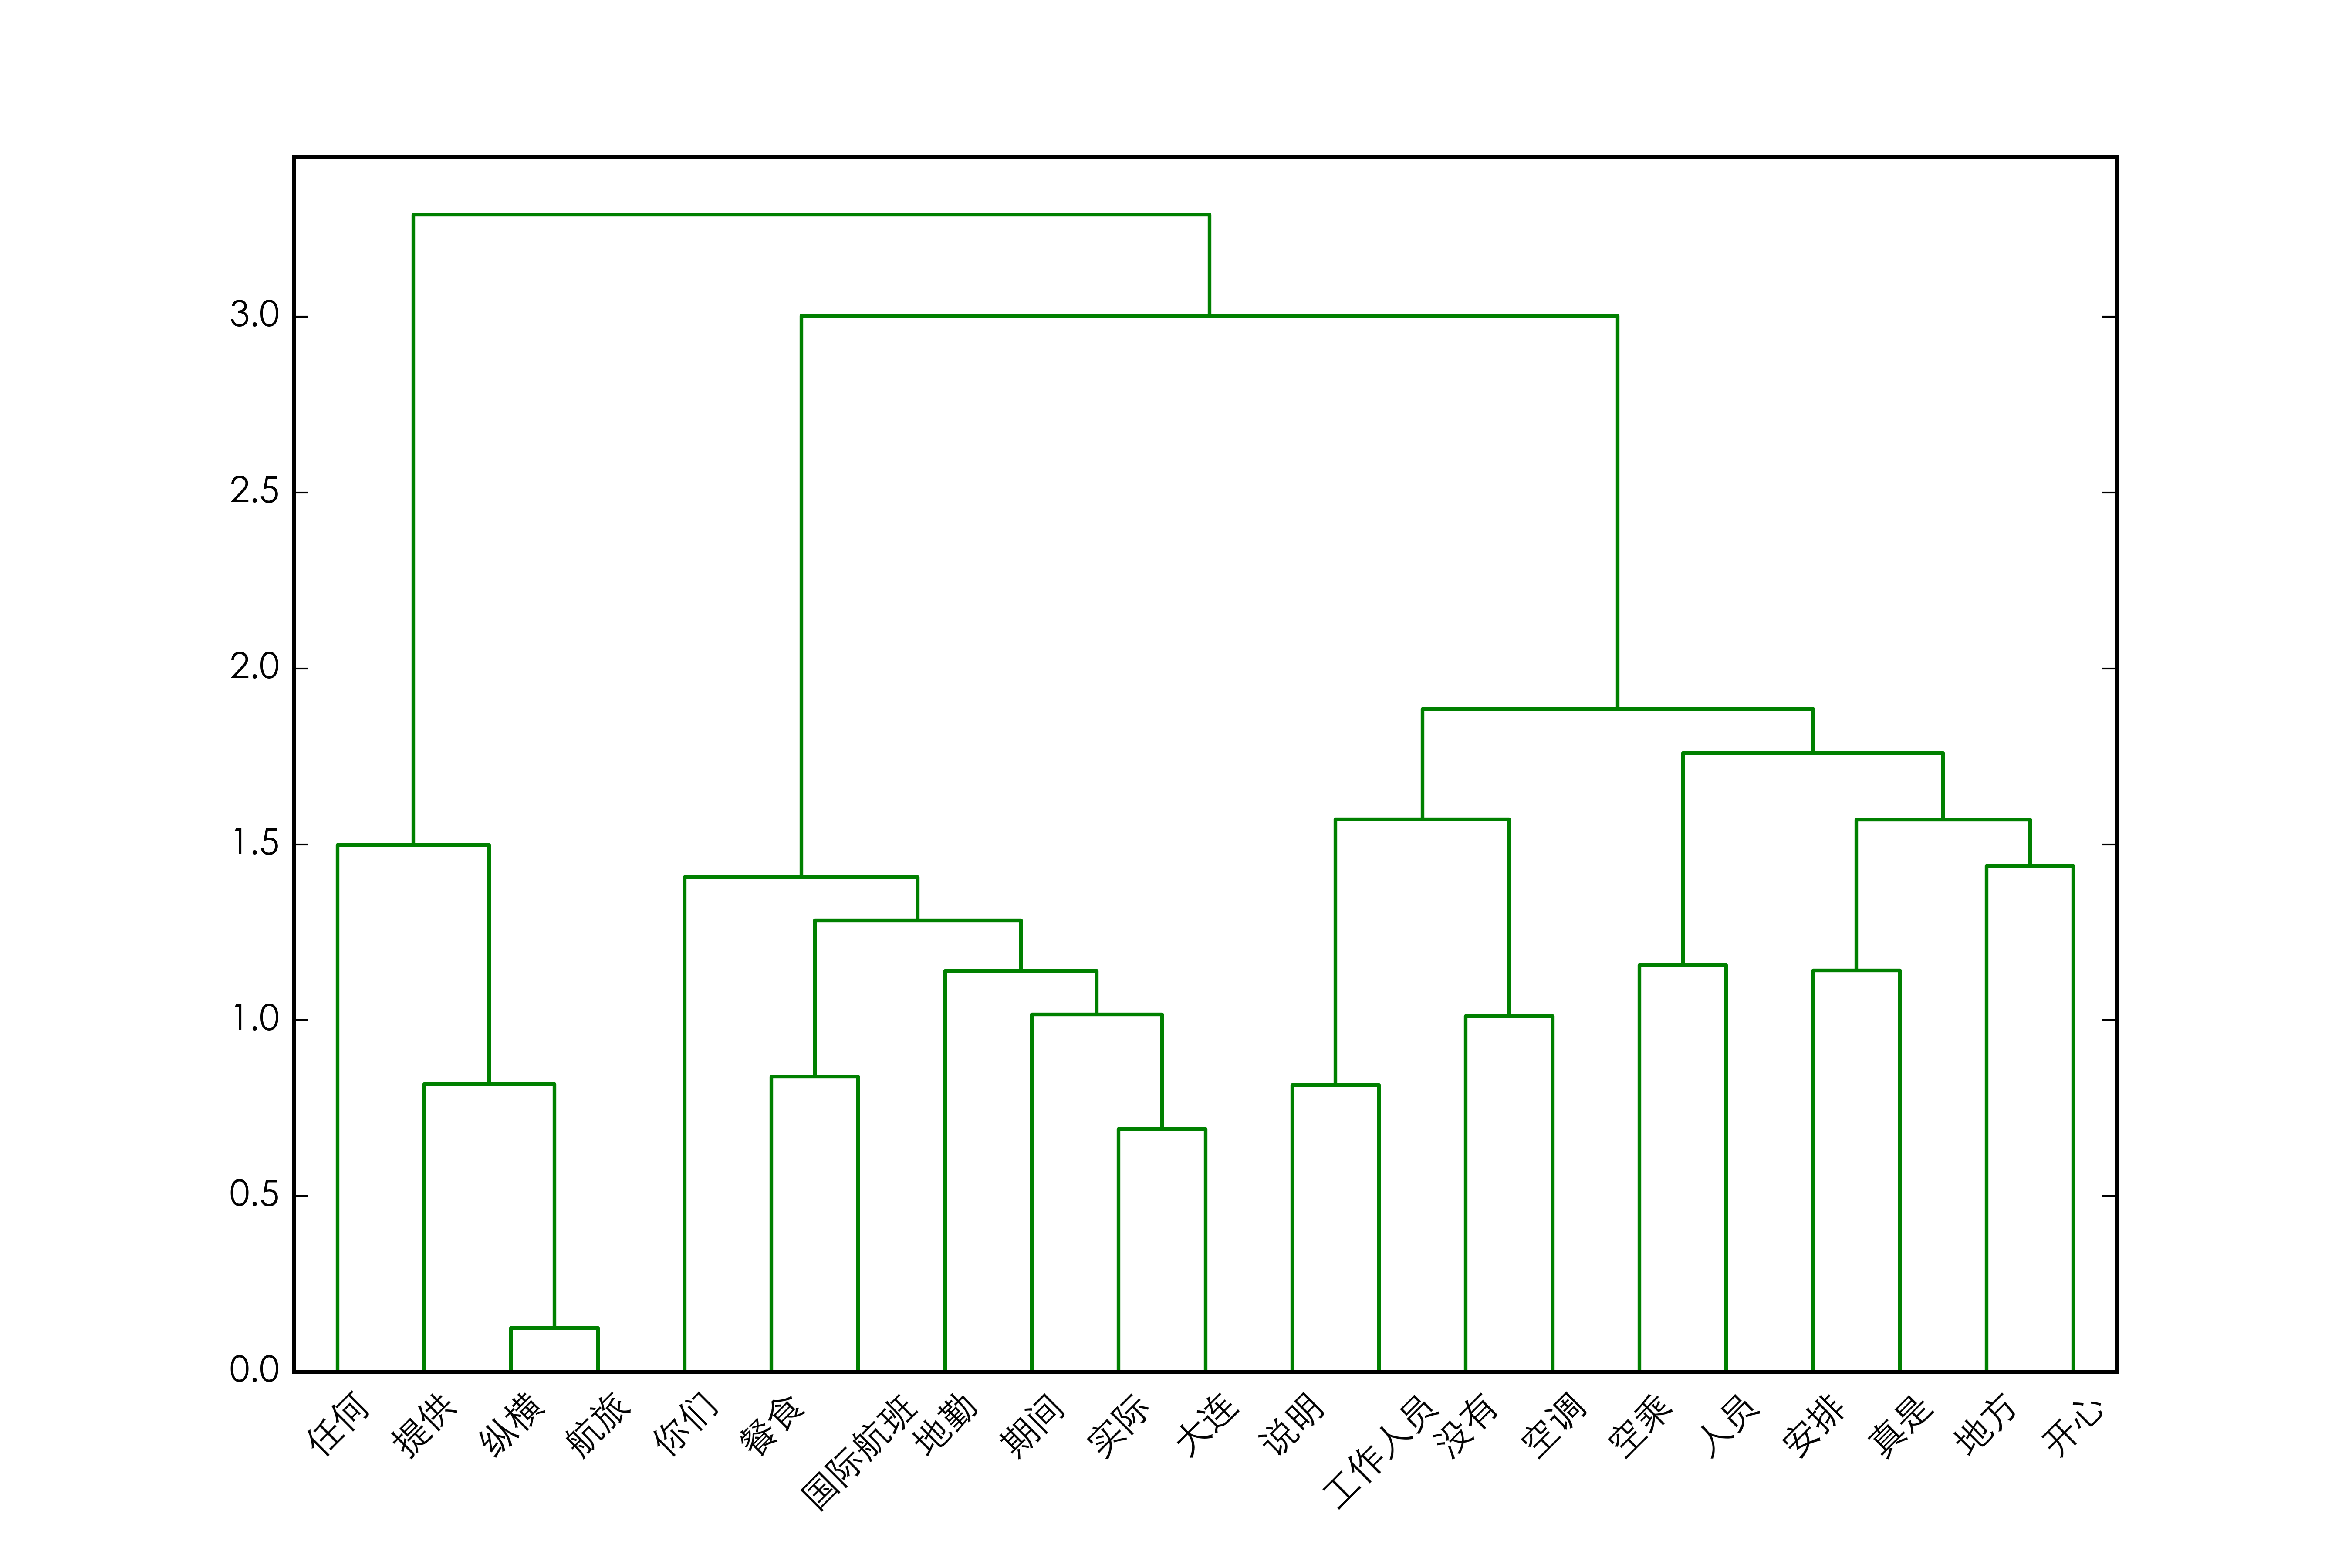 3.0
2.5
2.0
1.5
1.0
0.5
0.0
任何
提供
纵横
航旅
你们
餐食
国际航班
地勤
期间
实际
大连
说明
工作人员
没有
空调
空乘
人员
安排
真是
地方
开心